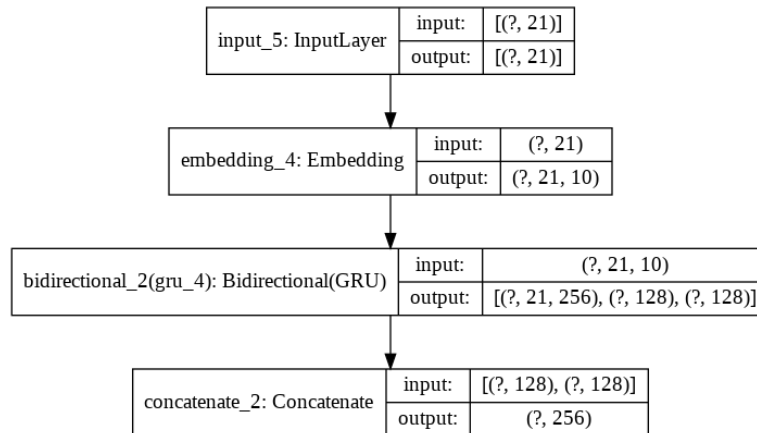 input_5: InputLayer
input: [(?, 21)]
output: [(?, 21)]
embedding_4: Embedding
input: (?, 21)
output: (?, 21, 10)
bidirectional_2(gru_4): Bidirectional(GRU)
input: (?, 21, 10)
output: [(?, 21, 256), (?, 128), (?, 128)]
concatenate_2: Concatenate
input: [(?, 128), (?, 128)]
output: (?, 256)